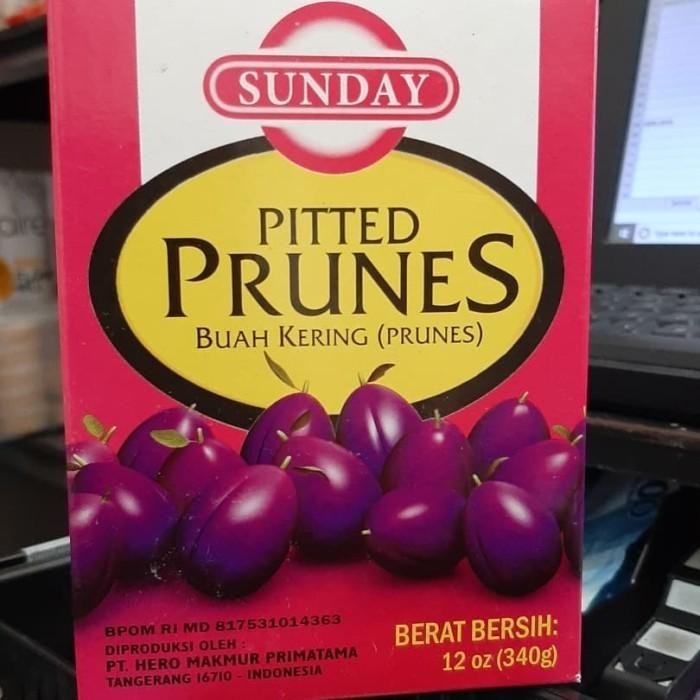 SUNDAY
PITTED
PRUNES
BUAH KERING (PRUNES)
BPOM RI MD 817531014363
DIPRODUKSI OLEH :
PT. HERO MAKMUR PRIMATAMA
TANGERANG 16710 - INDONESIA
BERAT BERSIH:
12 oz (340g)